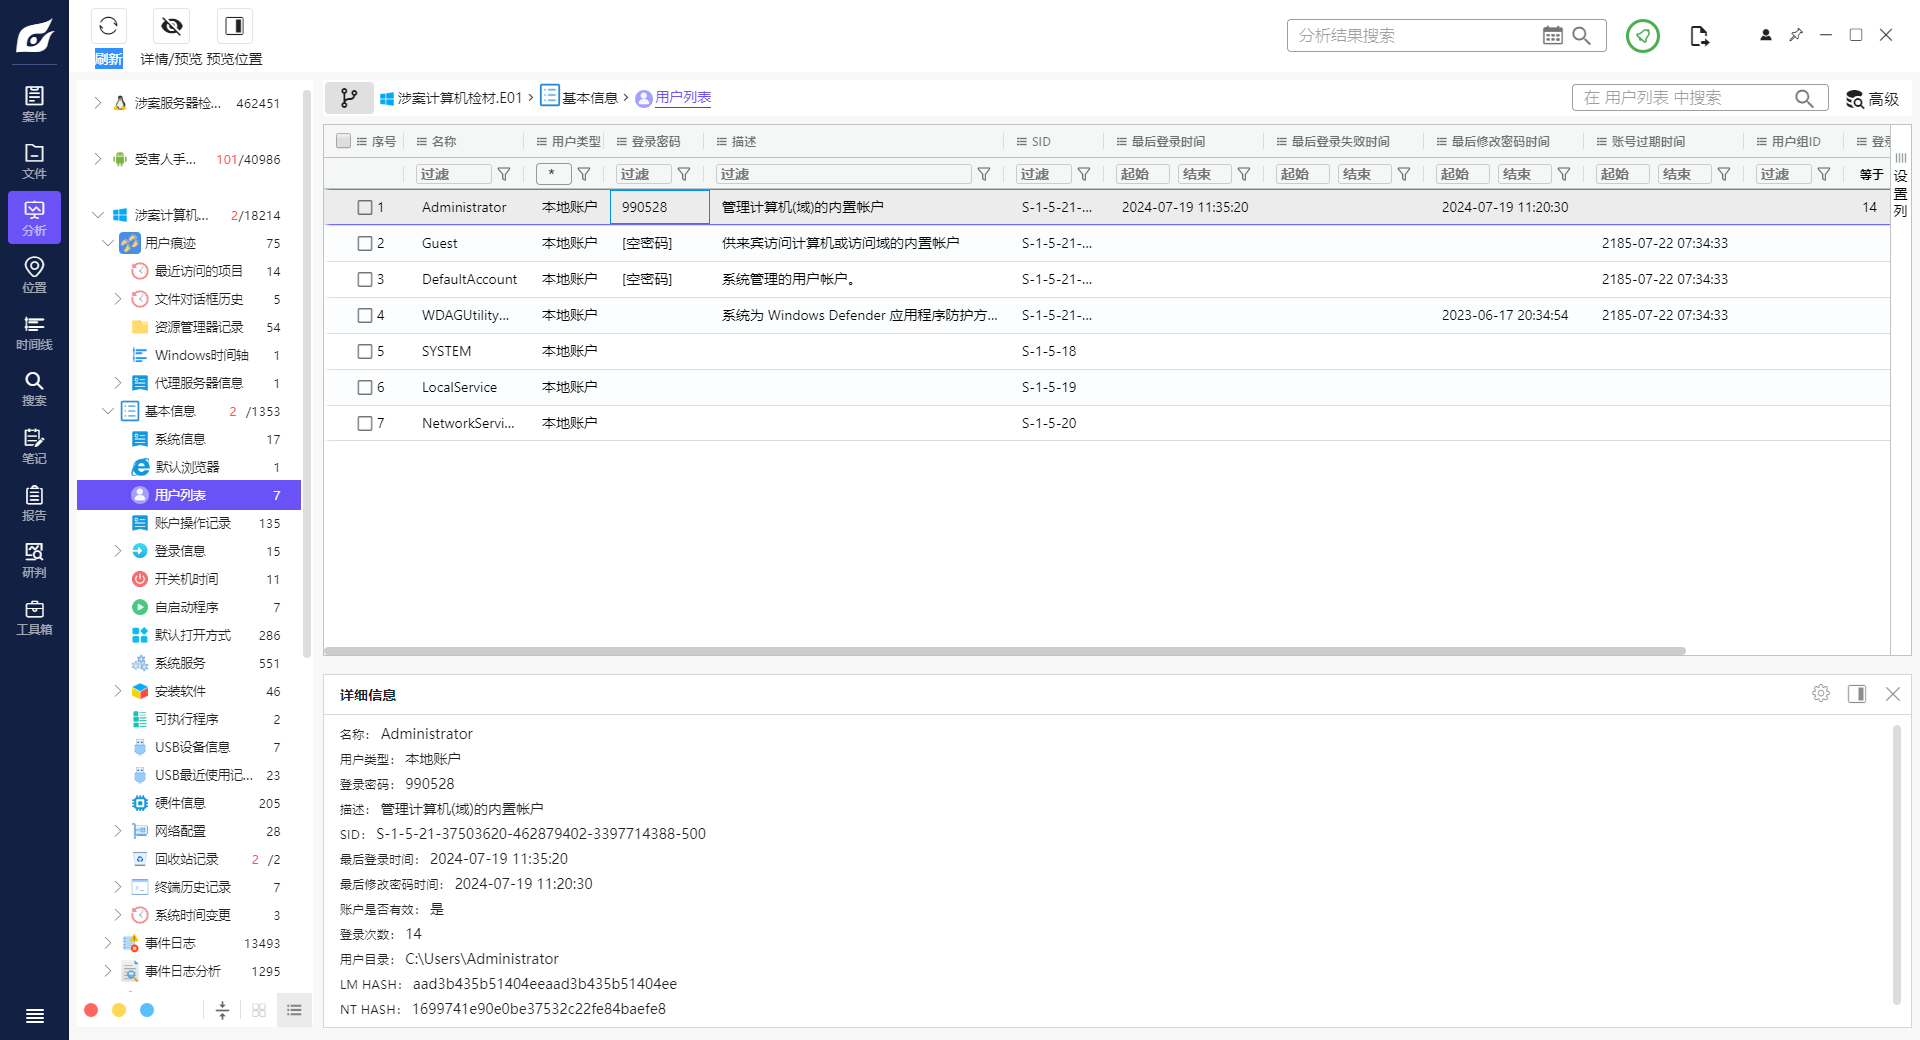 刷新
详情/预览
预览位置
分析结果搜索
案件
文件
分析
位置
时间线
搜索
笔记
报告
研判
工具箱
涉案服务器检... 462451
受害人手... 101/40986
涉案计算机... 2/18214
用户痕迹 75
最近访问的项目 14
文件对话框历史 5
资源管理器记录 54
Windows时间轴 1
代理服务器信息 1
基本信息 2 /1353
系统信息 17
默认浏览器 1
用户列表 7
账户操作记录 135
登录信息 15
开关机时间 11
自启动程序 7
默认打开方式 286
系统服务 551
安装软件 46
可执行程序 2
USB设备信息 7
USB最近使用记... 23
硬件信息 205
网络配置 28
回收站记录 2 /2
终端历史记录 7
系统时间变更 3
事件日志 13493
事件日志分析 1295
涉案计算机检材.E01 › 基本信息 › 用户列表
在 用户列表 中搜索
高级
序号 名称 用户类型 登录密码 描述 SID 最后登录时间 最后登录失败时间 最后修改密码时间 账号过期时间 用户组ID 登录
过滤 * 过滤 过滤 过滤 起始 结束 起始 结束 起始 结束 起始 结束 过滤 等于
1 Administrator 本地账户 990528 管理计算机(域)的内置帐户 S-1-5-21-... 2024-07-19 11:35:20 2024-07-19 11:20:30 14
2 Guest 本地账户 [空密码] 供来宾访问计算机或访问域的内置帐户 S-1-5-21-... 2185-07-22 07:34:33
3 DefaultAccount 本地账户 [空密码] 系统管理的用户帐户。 S-1-5-21-... 2185-07-22 07:34:33
4 WDAGUtility... 本地账户 系统为 Windows Defender 应用程序防护方... S-1-5-21-... 2023-06-17 20:34:54 2185-07-22 07:34:33
5 SYSTEM 本地账户 S-1-5-18
6 LocalService 本地账户 S-1-5-19
7 NetworkServi... 本地账户 S-1-5-20
设置列
详细信息
名称: Administrator
用户类型: 本地账户
登录密码: 990528
描述: 管理计算机(域)的内置帐户
SID: S-1-5-21-37503620-462879402-3397714388-500
最后登录时间: 2024-07-19 11:35:20
最后修改密码时间: 2024-07-19 11:20:30
账户是否有效: 是
登录次数: 14
用户目录: C:\Users\Administrator
LM HASH: aad3b435b51404eeaad3b435b51404ee
NT HASH: 1699741e90e0be37532c22fe84baefe8